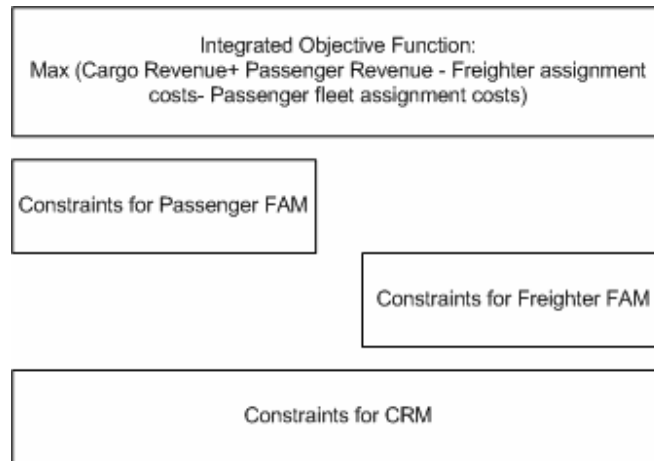 Integrated Objective Function:
Max (Cargo Revenue+ Passenger Revenue - Freighter assignment
costs- Passenger fleet assignment costs)
Constraints for Passenger FAM
Constraints for Freighter FAM
Constraints for CRM